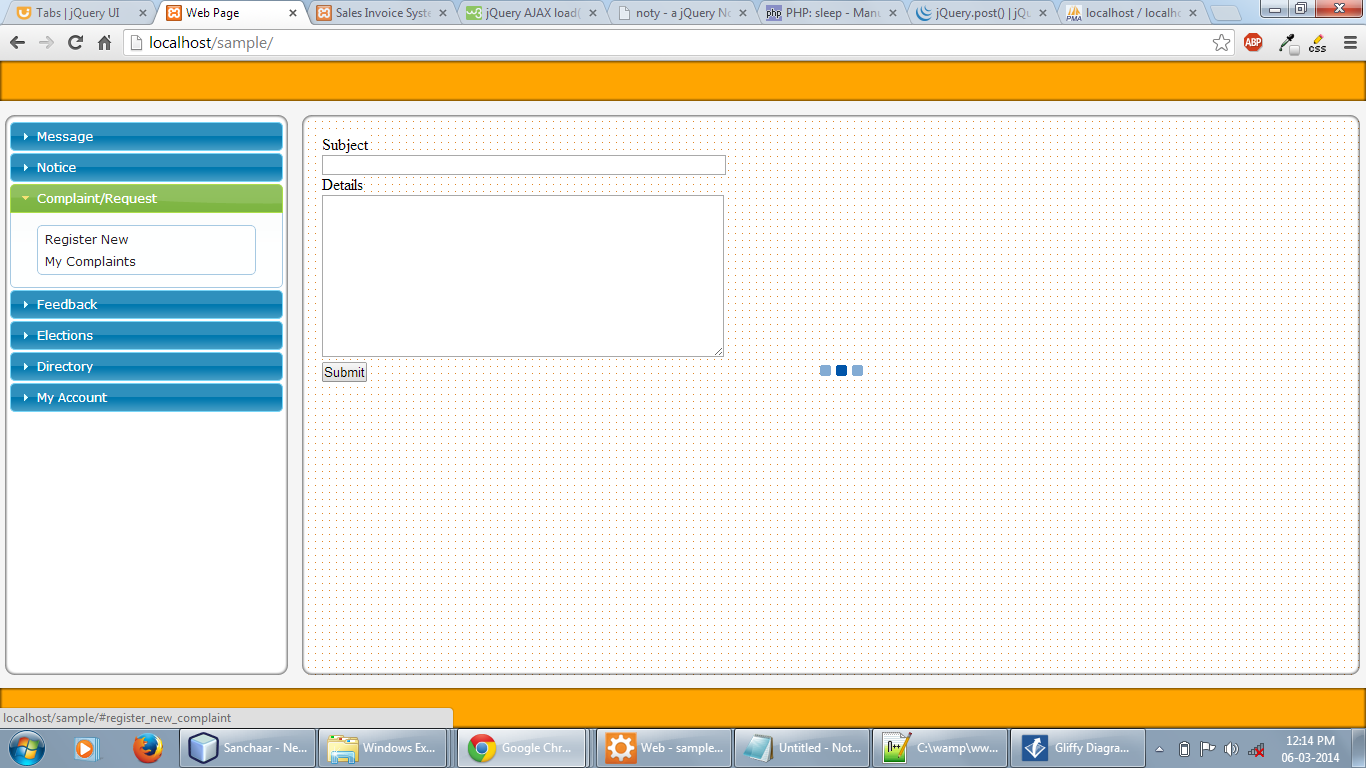 Tabs | jQuery UI
Web Page
Sales Invoice Syste
jQuery AJAX load(
noty - a jQuery No
PHP: sleep - Manu
jQuery.post() | jQu
localhost / localho
localhost/sample/
ABP
css
Message
Notice
Complaint/Request
Register New
My Complaints
Feedback
Elections
Directory
My Account
Subject
Details
Submit
localhost/sample/#register_new_complaint
Sanchaar - Ne...
Windows Ex...
Google Chr...
Web - sample...
Untitled - Not...
C:\wamp\ww...
Gliffy Diagra...
12:14 PM
06-03-2014